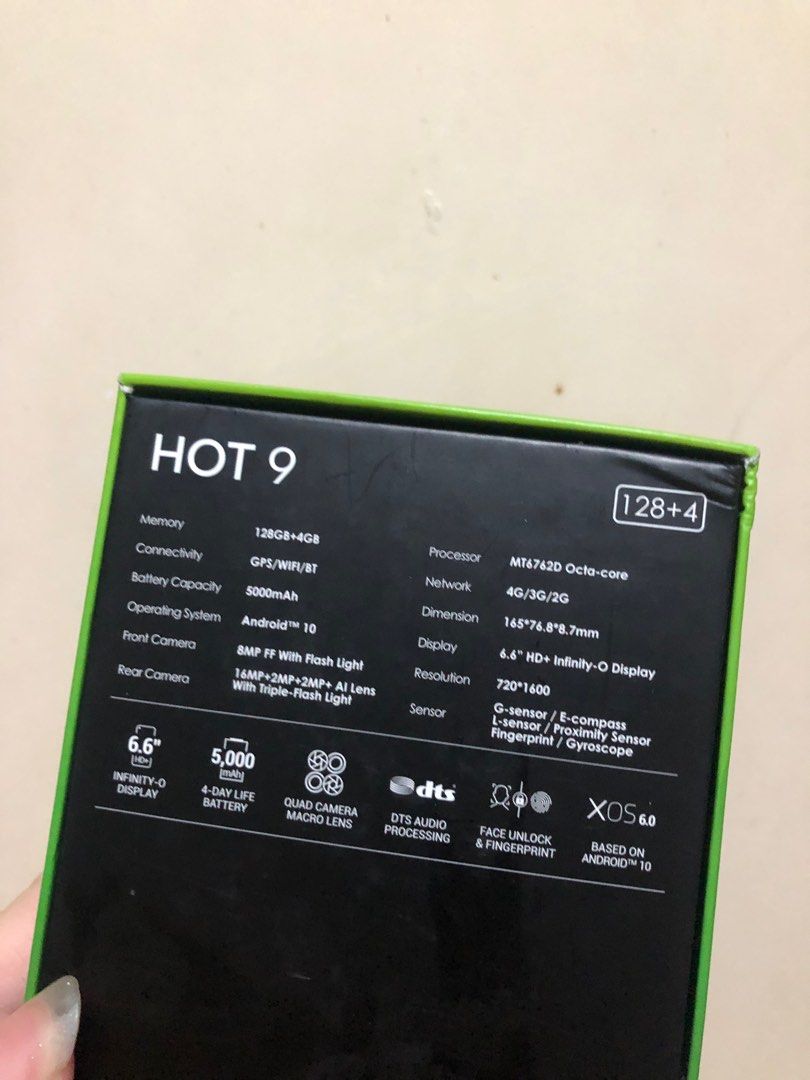 HOT 9
128+4
Memory 128GB+4GB
Connectivity GPS/WIFI/BT
Battery Capacity 5000mAh
Operating System Android™ 10
Front Camera 8MP FF With Flash Light
Rear Camera 16MP+2MP+2MP+ AI Lens
With Triple-Flash Light
Processor MT6762D Octa-core
Network 4G/3G/2G
Dimension 165*76.8*8.7mm
Display 6.6" HD+ Infinity-O Display
Resolution 720*1600
Sensor G-sensor / E-compass
L-sensor / Proximity Sensor
Fingerprint / Gyroscope
6.6"
[HD+]
INFINITY-O
DISPLAY
5,000
[mAh]
4-DAY LIFE
BATTERY
QUAD CAMERA
MACRO LENS
dts
DTS AUDIO
PROCESSING
FACE UNLOCK
& FINGERPRINT
XOS 6.0
BASED ON
ANDROID™ 10